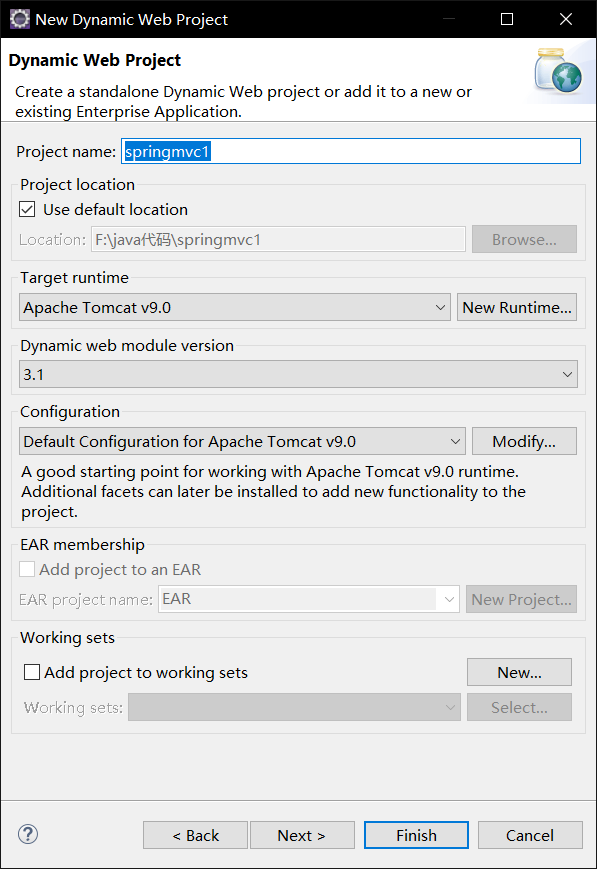 New Dynamic Web Project
Dynamic Web Project
Create a standalone Dynamic Web project or add it to a new or
existing Enterprise Application.
Project name: springmvc1
Project location
Use default location
Location: F:\java代码\springmvc1 Browse...
Target runtime
Apache Tomcat v9.0 New Runtime...
Dynamic web module version
3.1
Configuration
Default Configuration for Apache Tomcat v9.0 Modify...
A good starting point for working with Apache Tomcat v9.0 runtime.
Additional facets can later be installed to add new functionality to the
project.
EAR membership
Add project to an EAR
EAR project name: EAR New Project...
Working sets
Add project to working sets New...
Working sets: Select...
? < Back Next > Finish Cancel